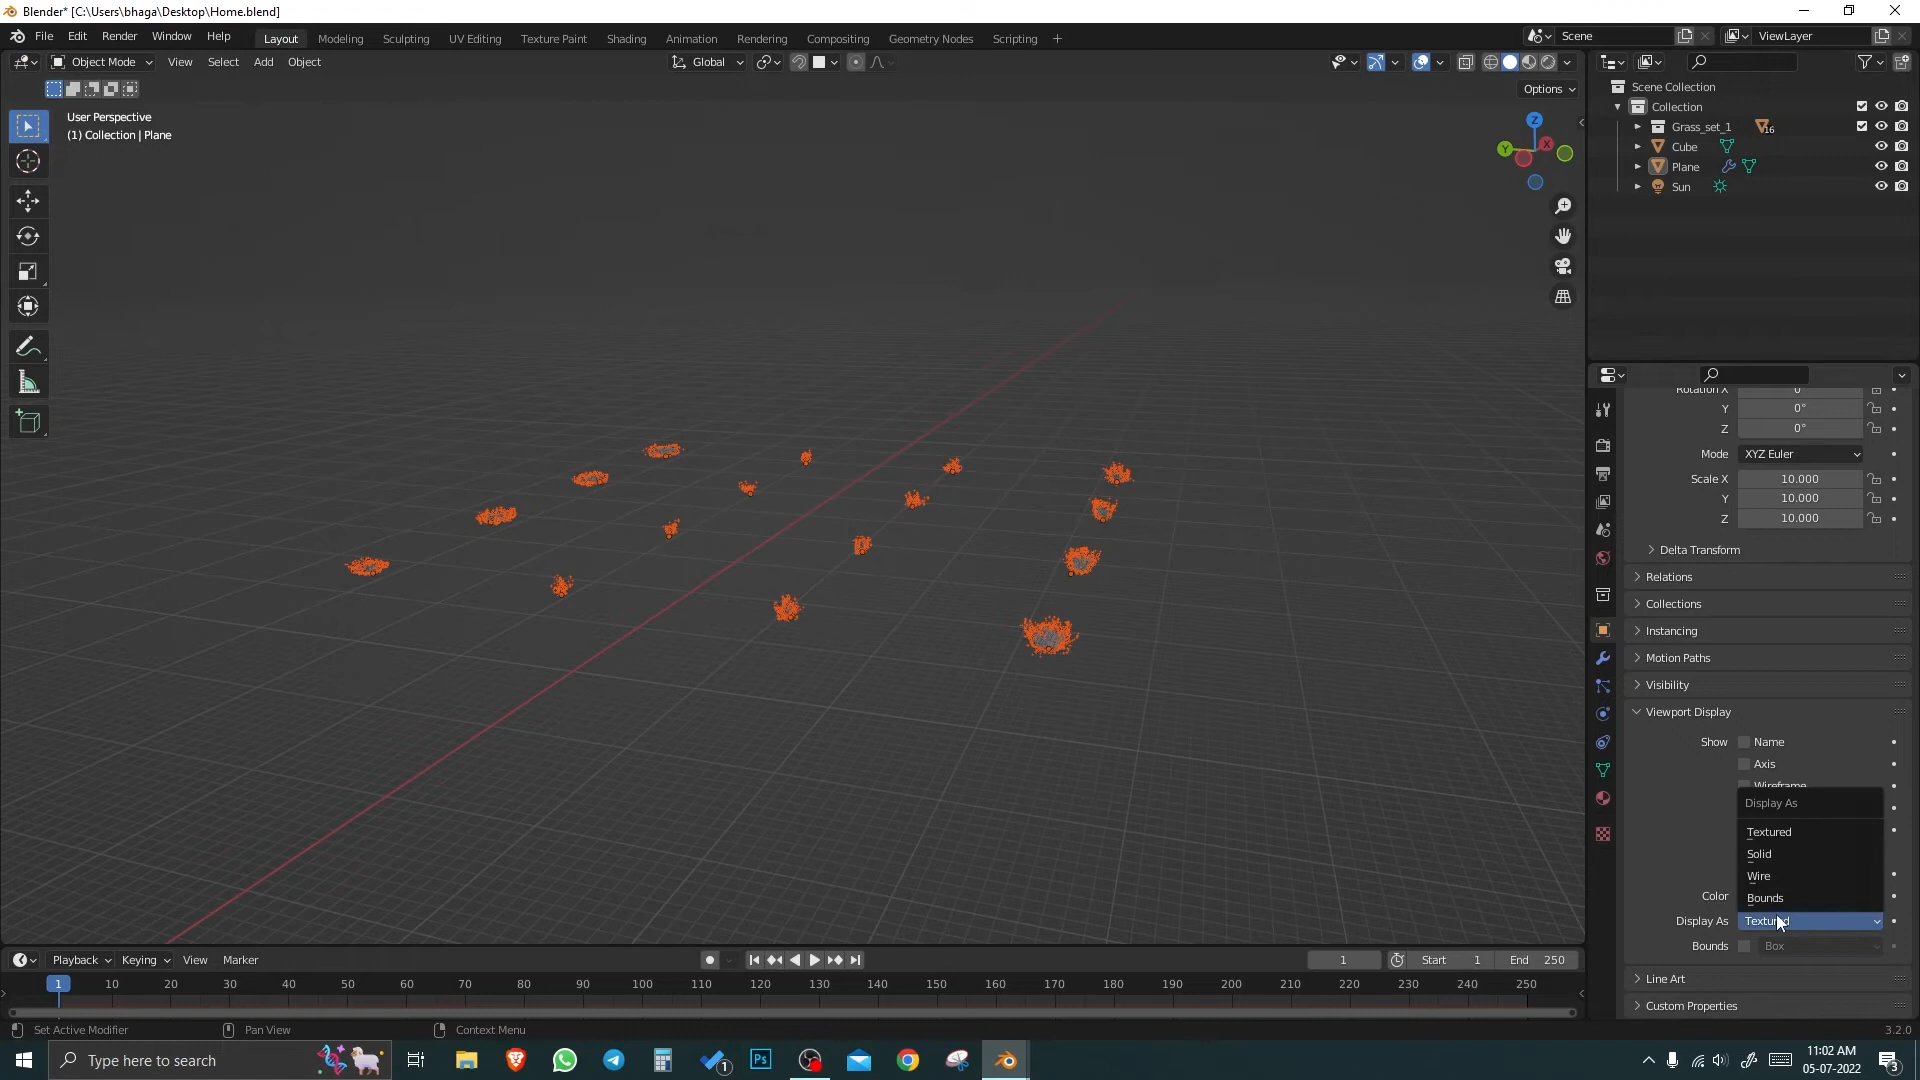 Blender* [C:\Users\bhaga\Desktop\Home.blend]
File Edit Render Window Help Layout Modeling Sculpting UV Editing Texture Paint Shading Animation Rendering Compositing Geometry Nodes Scripting +
Scene
ViewLayer
Object Mode View Select Add Object
Global
Options
User Perspective
(1) Collection | Plane
Z
Y
X
Scene Collection
Collection
Grass_set_1 16
Cube
Plane
Sun
Rotation X 0°
Y 0°
Z 0°
Mode XYZ Euler
Scale X 10.000
Y 10.000
Z 10.000
Delta Transform
Relations
Collections
Instancing
Motion Paths
Visibility
Viewport Display
Show Name
Axis
Wireframe
Display As
Textured
Solid
Wire
Bounds
Color
Display As Textured
Bounds Box
Line Art
Custom Properties
Playback Keying View Marker
1 Start 1 End 250
1 10 20 30 40 50 60 70 80 90 100 110 120 130 140 150 160 170 180 190 200 210 220 230 240 250
Set Active Modifier Pan View Context Menu
3.2.0
Type here to search
1
Ps
11:02 AM
05-07-2022
3